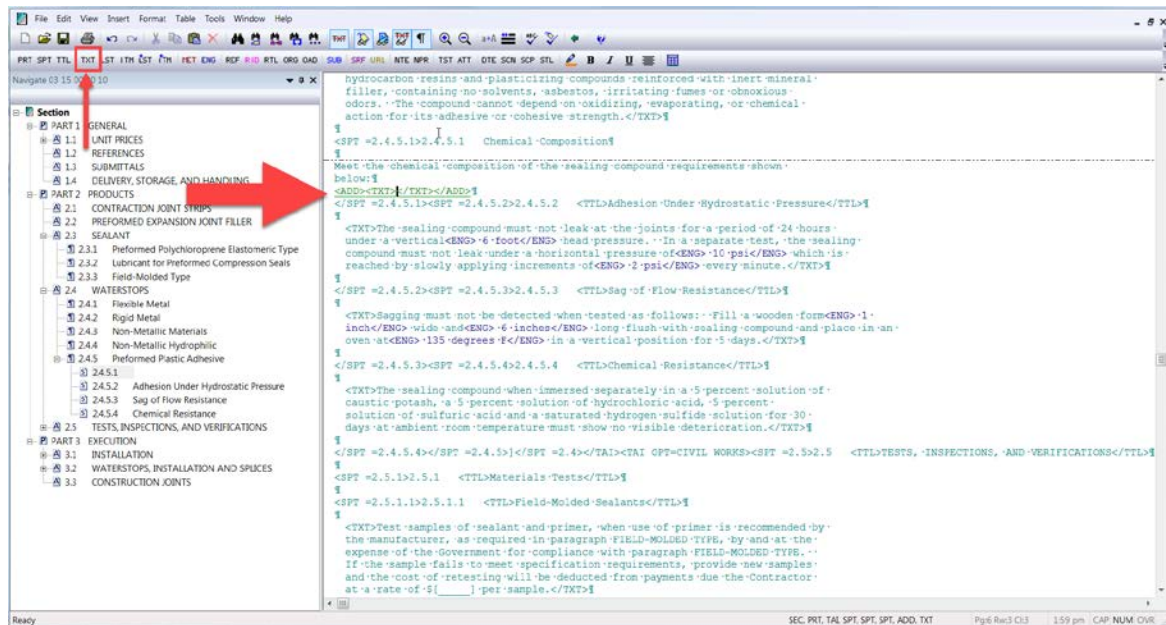 File Edit View Insert Format Table Tools Window Help
PRT SPT TTL TXT LST ITM MET ENG REF RID RTL ORG OAD SUB SRF URL NTE NPR TST ATT DTE SCN SCP STL B I U
Navigate 03 15 00 10
Section
PART 1 GENERAL
1.1 UNIT PRICES
1.2 REFERENCES
1.3 SUBMITTALS
1.4 DELIVERY, STORAGE, AND HANDLING
PART 2 PRODUCTS
2.1 CONTRACTION JOINT STRIPS
2.2 PREFORMED EXPANSION JOINT FILLER
2.3 SEALANT
2.3.1 Preformed Polychloroprene Elastomeric Type
2.3.2 Lubricant for Preformed Compression Seals
2.3.3 Field-Molded Type
2.4 WATERSTOPS
2.4.1 Flexible Metal
2.4.2 Rigid Metal
2.4.3 Non-Metallic Materials
2.4.4 Non-Metallic Hydrophilic
2.4.5 Preformed Plastic Adhesive
2.4.5.1
2.4.5.2 Adhesion Under Hydrostatic Pressure
2.4.5.3 Sag of Flow Resistance
2.4.5.4 Chemical Resistance
2.5 TESTS, INSPECTIONS, AND VERIFICATIONS
PART 3 EXECUTION
3.1 INSTALLATION
3.2 WATERSTOPS, INSTALLATION AND SPLICES
3.3 CONSTRUCTION JOINTS
hydrocarbon·resins·and·plasticizing·compounds·reinforced·with·inert·mineral·
filler,·containing·no·solvents,·asbestos,·irritating·fumes·or·obnoxious·
odors.··The·compound·cannot·depend·on·oxidizing,·evaporating,·or·chemical·
action·for·its·adhesive·or·cohesive·strength.</TXT>¶
¶
<SPT =2.4.5.1>2.4.5.1 Chemical Composition¶
¶
Meet·the·chemical·composition·of·the·sealing·compound·requirements·shown·
below:¶
<ADD><TXT></TXT></ADD>¶
</SPT =2.4.5.1><SPT =2.4.5.2>2.4.5.2 <TTL>Adhesion·Under·Hydrostatic·Pressure</TTL>¶
¶
<TXT>The·sealing·compound·must·not·leak·at·the·joints·for·a·period·of·24·hours·
under·a·vertical<ENG>·6·foot</ENG>·head·pressure.··In·a·separate·test,·the·sealing·
compound·must·not·leak·under·a·horizontal·pressure·of<ENG>·10·psi</ENG>·which·is·
reached·by·slowly·applying·increments·of<ENG>·2·psi</ENG>·every·minute.</TXT>¶
¶
</SPT =2.4.5.2><SPT =2.4.5.3>2.4.5.3 <TTL>Sag·of·Flow·Resistance</TTL>¶
¶
<TXT>Sagging·must·not·be·detected·when·tested·as·follows:··Fill·a·wooden·form<ENG>·1·
inch</ENG>·wide·and<ENG>·6·inches</ENG>·long·flush·with·sealing·compound·and·place·in·an·
oven·at<ENG>·135·degrees·F</ENG>·in·a·vertical·position·for·5·days.</TXT>¶
¶
</SPT =2.4.5.3><SPT =2.4.5.4>2.4.5.4 <TTL>Chemical·Resistance</TTL>¶
¶
<TXT>The·sealing·compound·when·immersed·separately·in·a·5·percent·solution·of·
caustic·potash,·a·5·percent·solution·of·hydrochloric·acid,·5·percent·
solution·of·sulfuric·acid·and·a·saturated·hydrogen·sulfide·solution·for·30·
days·at·ambient·room·temperature·must·show·no·visible·deterioration.</TXT>¶
¶
</SPT =2.4.5.4></SPT =2.4.5>]</SPT =2.4></TAI><TAI OPT=CIVIL WORKS><SPT =2.5>2.5 <TTL>TESTS,·INSPECTIONS,·AND·VERIFICATIONS</TTL>¶
¶
<SPT =2.5.1>2.5.1 <TTL>Materials·Tests</TTL>¶
¶
<SPT =2.5.1.1>2.5.1.1 <TTL>Field-Molded·Sealants</TTL>¶
¶
<TXT>Test·samples·of·sealant·and·primer,·when·use·of·primer·is·recommended·by·
the·manufacturer,·as·required·in·paragraph·FIELD-MOLDED·TYPE,·by·and·at·the·
expense·of·the·Government·for·compliance·with·paragraph·FIELD-MOLDED·TYPE.··
If·the·sample·fails·to·meet·specification·requirements,·provide·new·samples·
and·the·cost·of·retesting·will·be·deducted·from·payments·due·the·Contractor·
at·a·rate·of·$[_____]·per·sample.</TXT>¶
Ready SEC, PRT, TAI, SPT, SPT, SPT, ADD, TXT 1:59 pm CAP NUM OVR